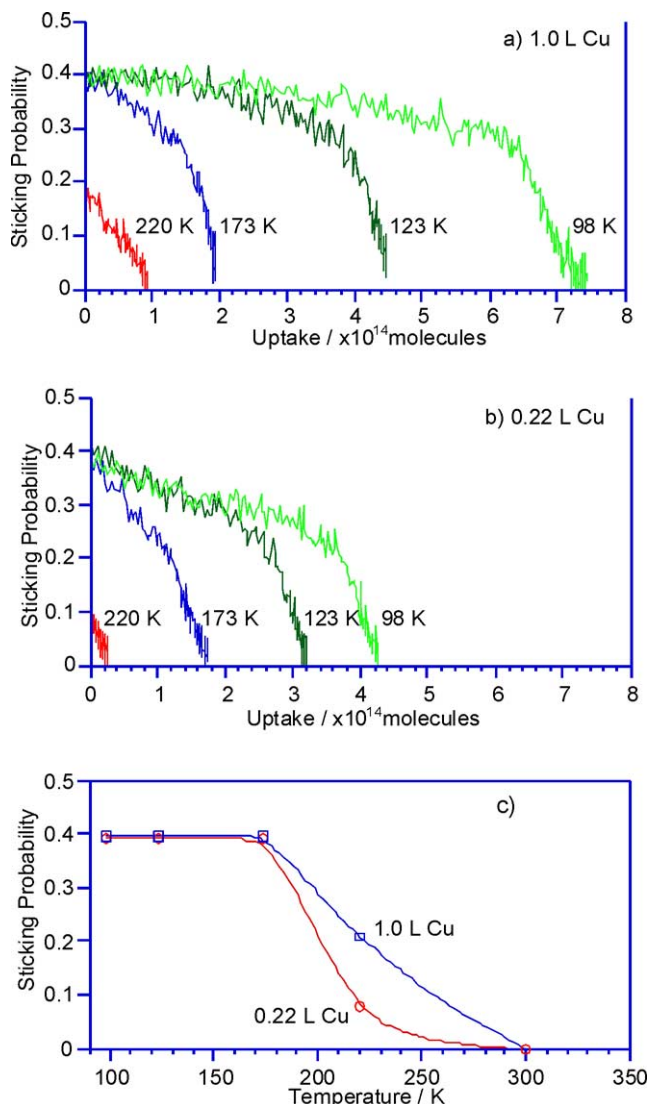 0.5
a) 1.0 L Cu
0.4
0.3
0.2
0.1
0
Sticking Probability
220 K 173 K 123 K 98 K
0 1 2 3 4 5 6 7 8
Uptake / x10¹⁴molecules
0.5
b) 0.22 L Cu
0.4
0.3
0.2
0.1
0
Sticking Probability
220 K 173 K 123 K 98 K
0 1 2 3 4 5 6 7 8
Uptake / x10¹⁴molecules
0.5
c)
0.4
0.3
0.2
0.1
0
Sticking Probability
1.0 L Cu
0.22 L Cu
100 150 200 250 300 350
Temperature / K